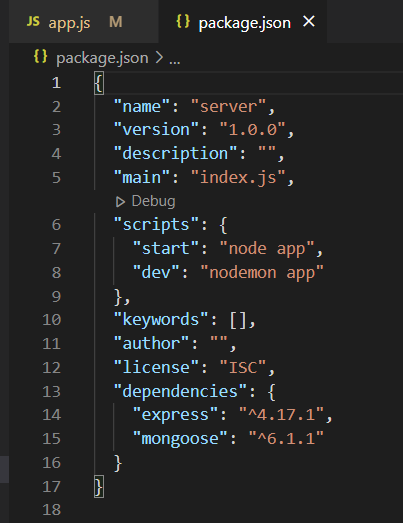 JS app.js M {} package.json ×
{} package.json > ...
1 {
2 "name": "server",
3 "version": "1.0.0",
4 "description": "",
5 "main": "index.js",
▷ Debug
6 "scripts": {
7 "start": "node app",
8 "dev": "nodemon app"
9 },
10 "keywords": [],
11 "author": "",
12 "license": "ISC",
13 "dependencies": {
14 "express": "^4.17.1",
15 "mongoose": "^6.1.1"
16 }
17 }
18